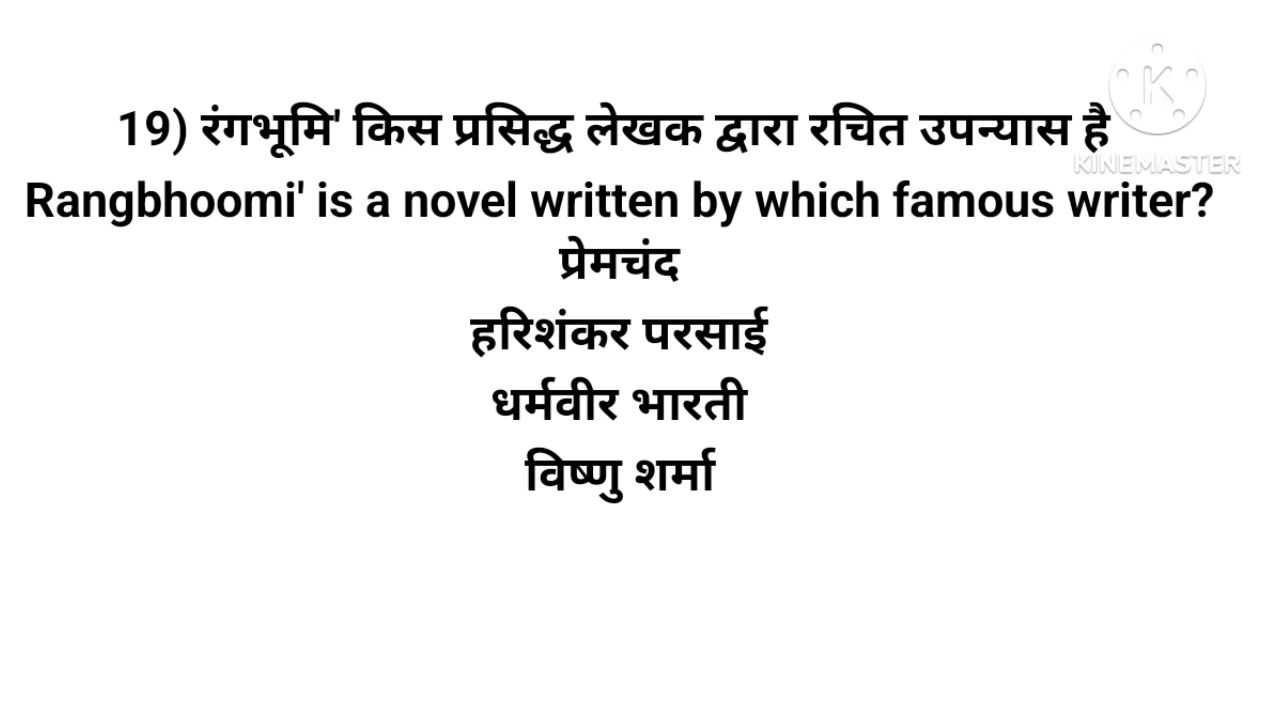 19) रंगभूमि' किस प्रसिद्ध लेखक द्वारा रचित उपन्यास है
Rangbhoomi' is a novel written by which famous writer?
प्रेमचंद
हरिशंकर परसाई
धर्मवीर भारती
विष्णु शर्मा
K
KINEMASTER